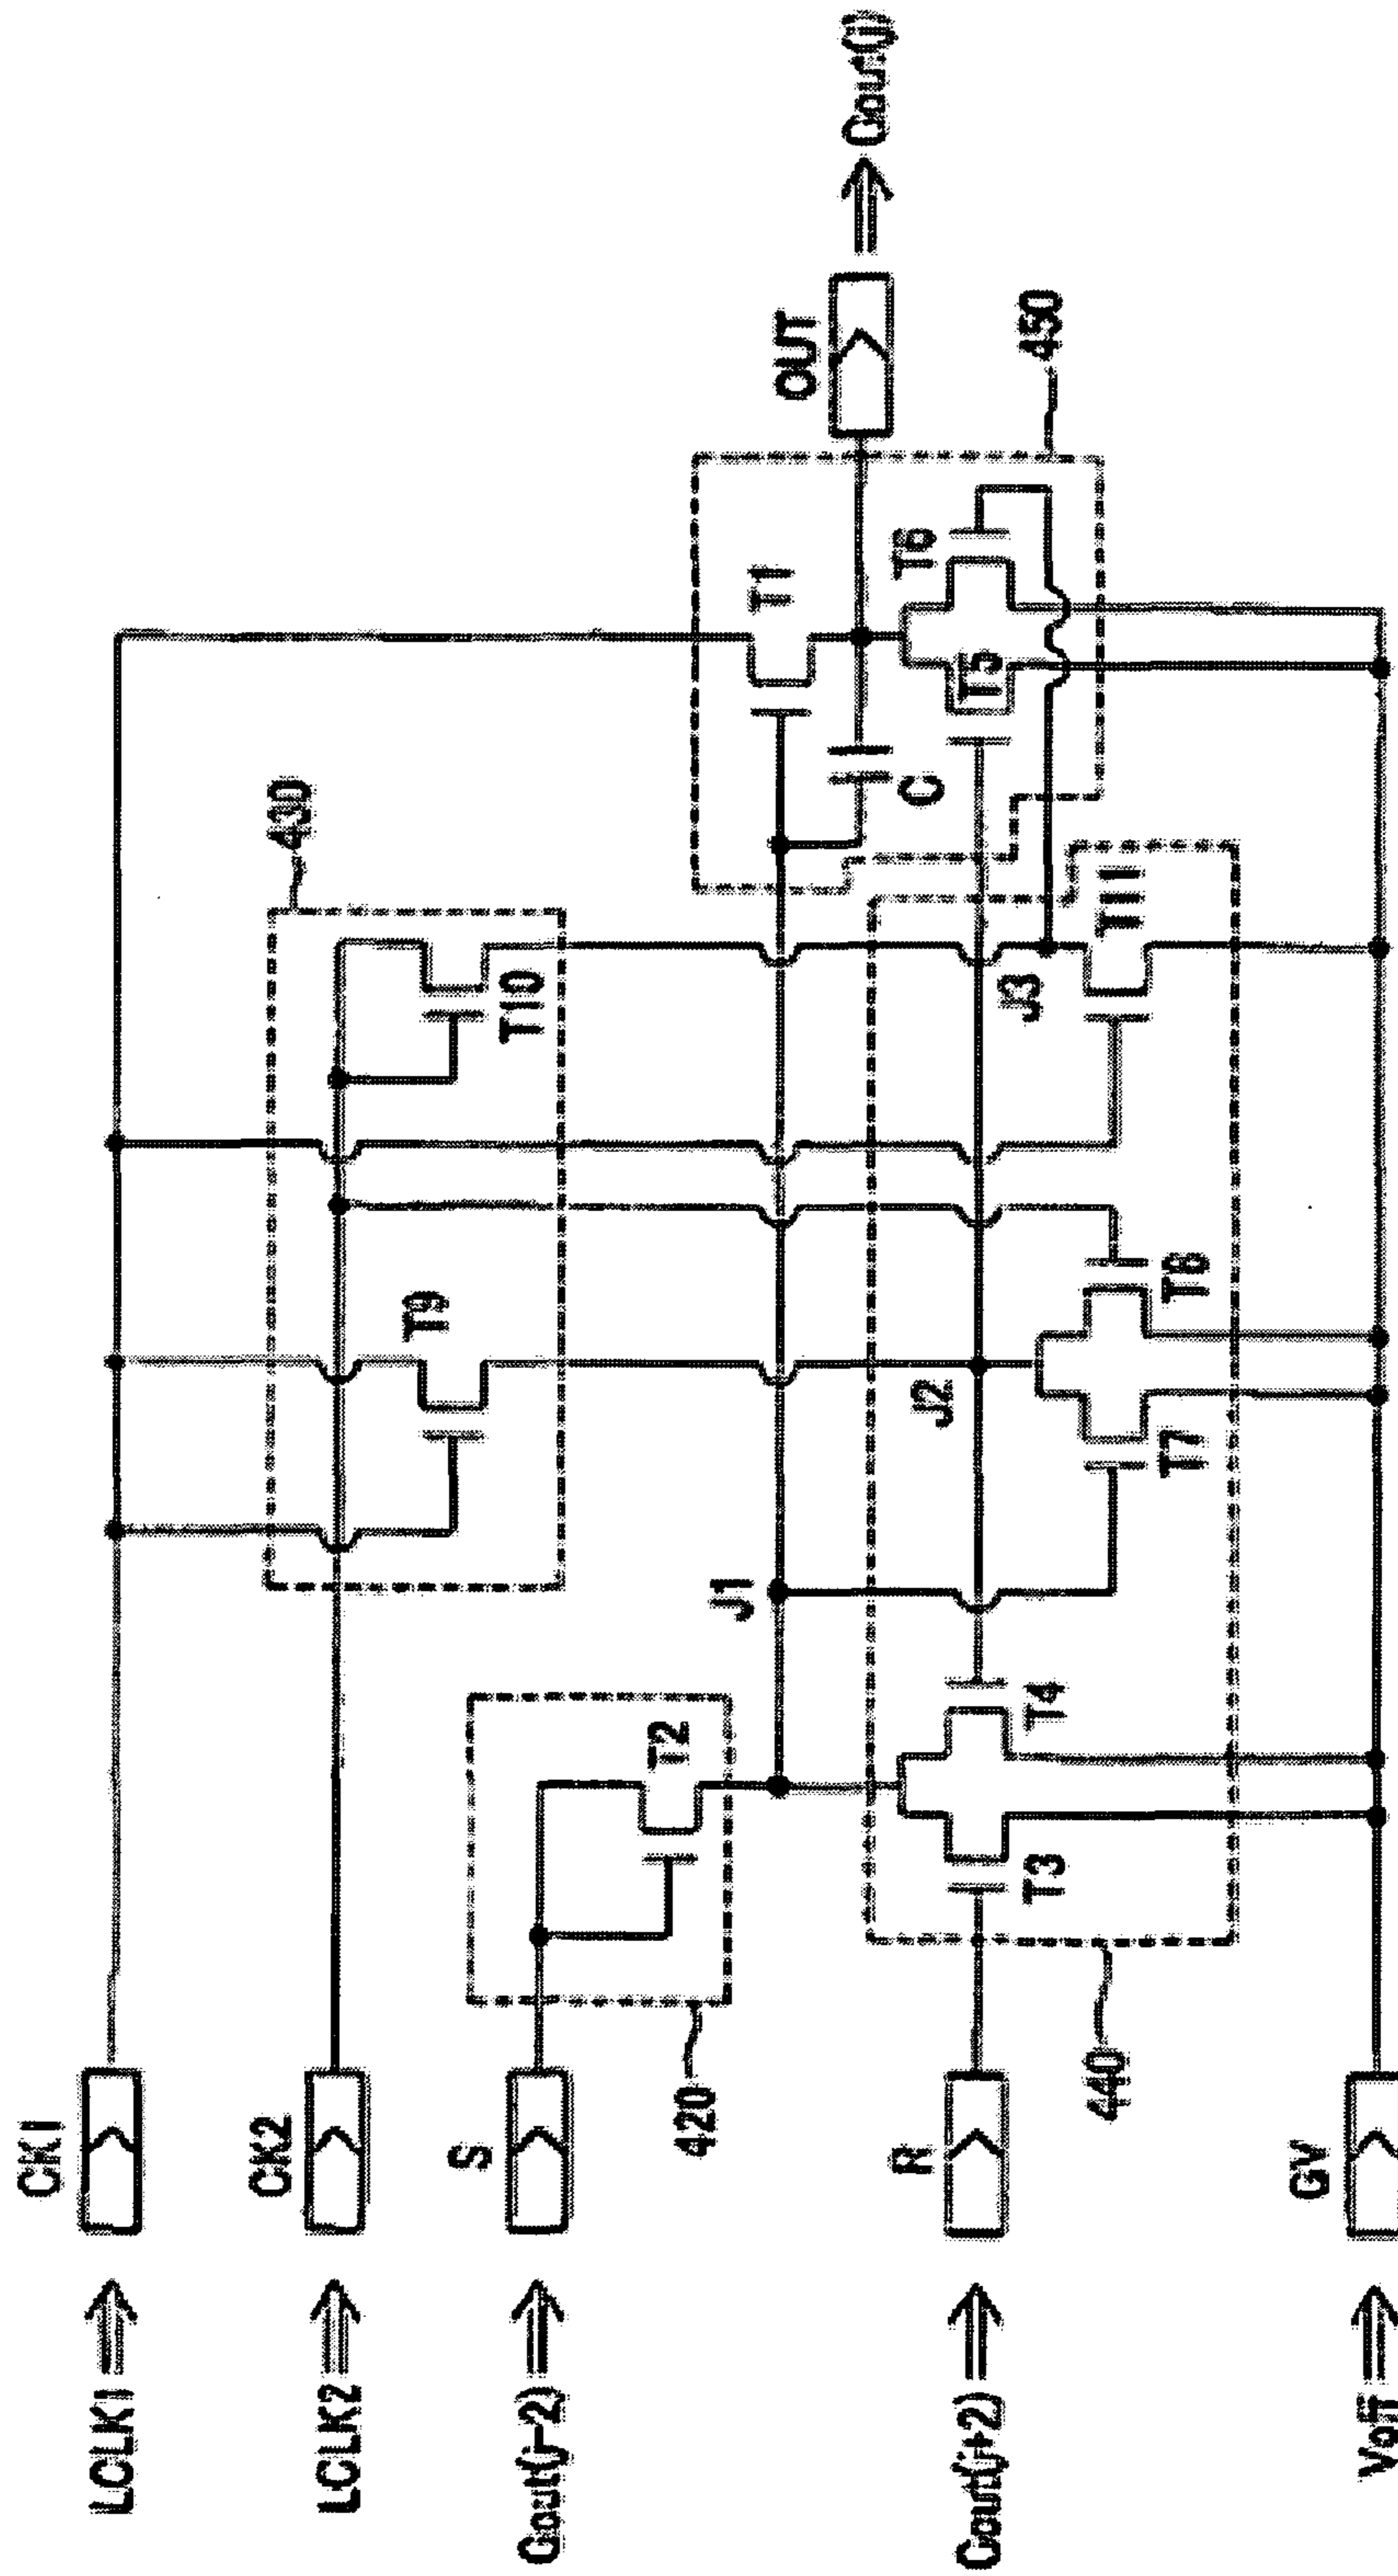 LCLK1
CK1
LCLK2
CK2
430
T9
T10
Gout(j-2)
S
420
T2
J1
T1
OUT
Gout(j)
C
Gout(j+2)
R
440
T3
T4
J2
T7
T8
J3
T11
T5
T6
450
Voff
GV